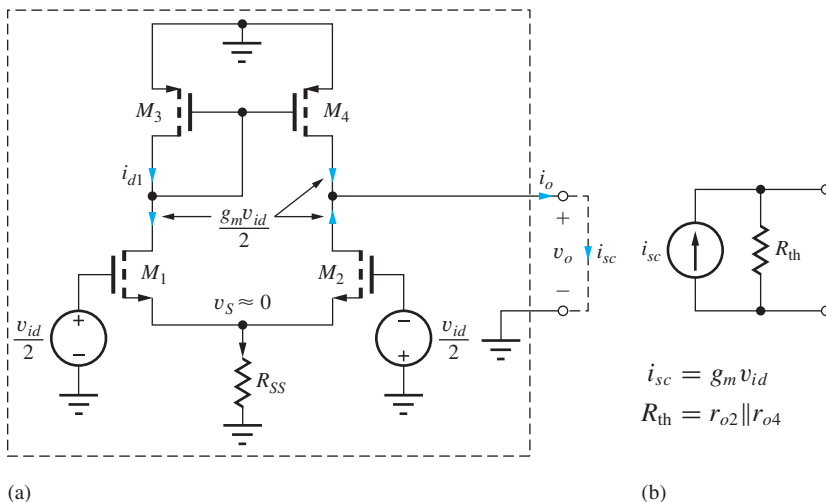 M3
M4
id1
gmvid
2
io
+
vo
−
isc
M1
M2
vS ≈ 0
vid
2
+
−
−
+
vid
2
RSS
isc
Rth
isc = gmvid
Rth = ro2||ro4
(a)
(b)